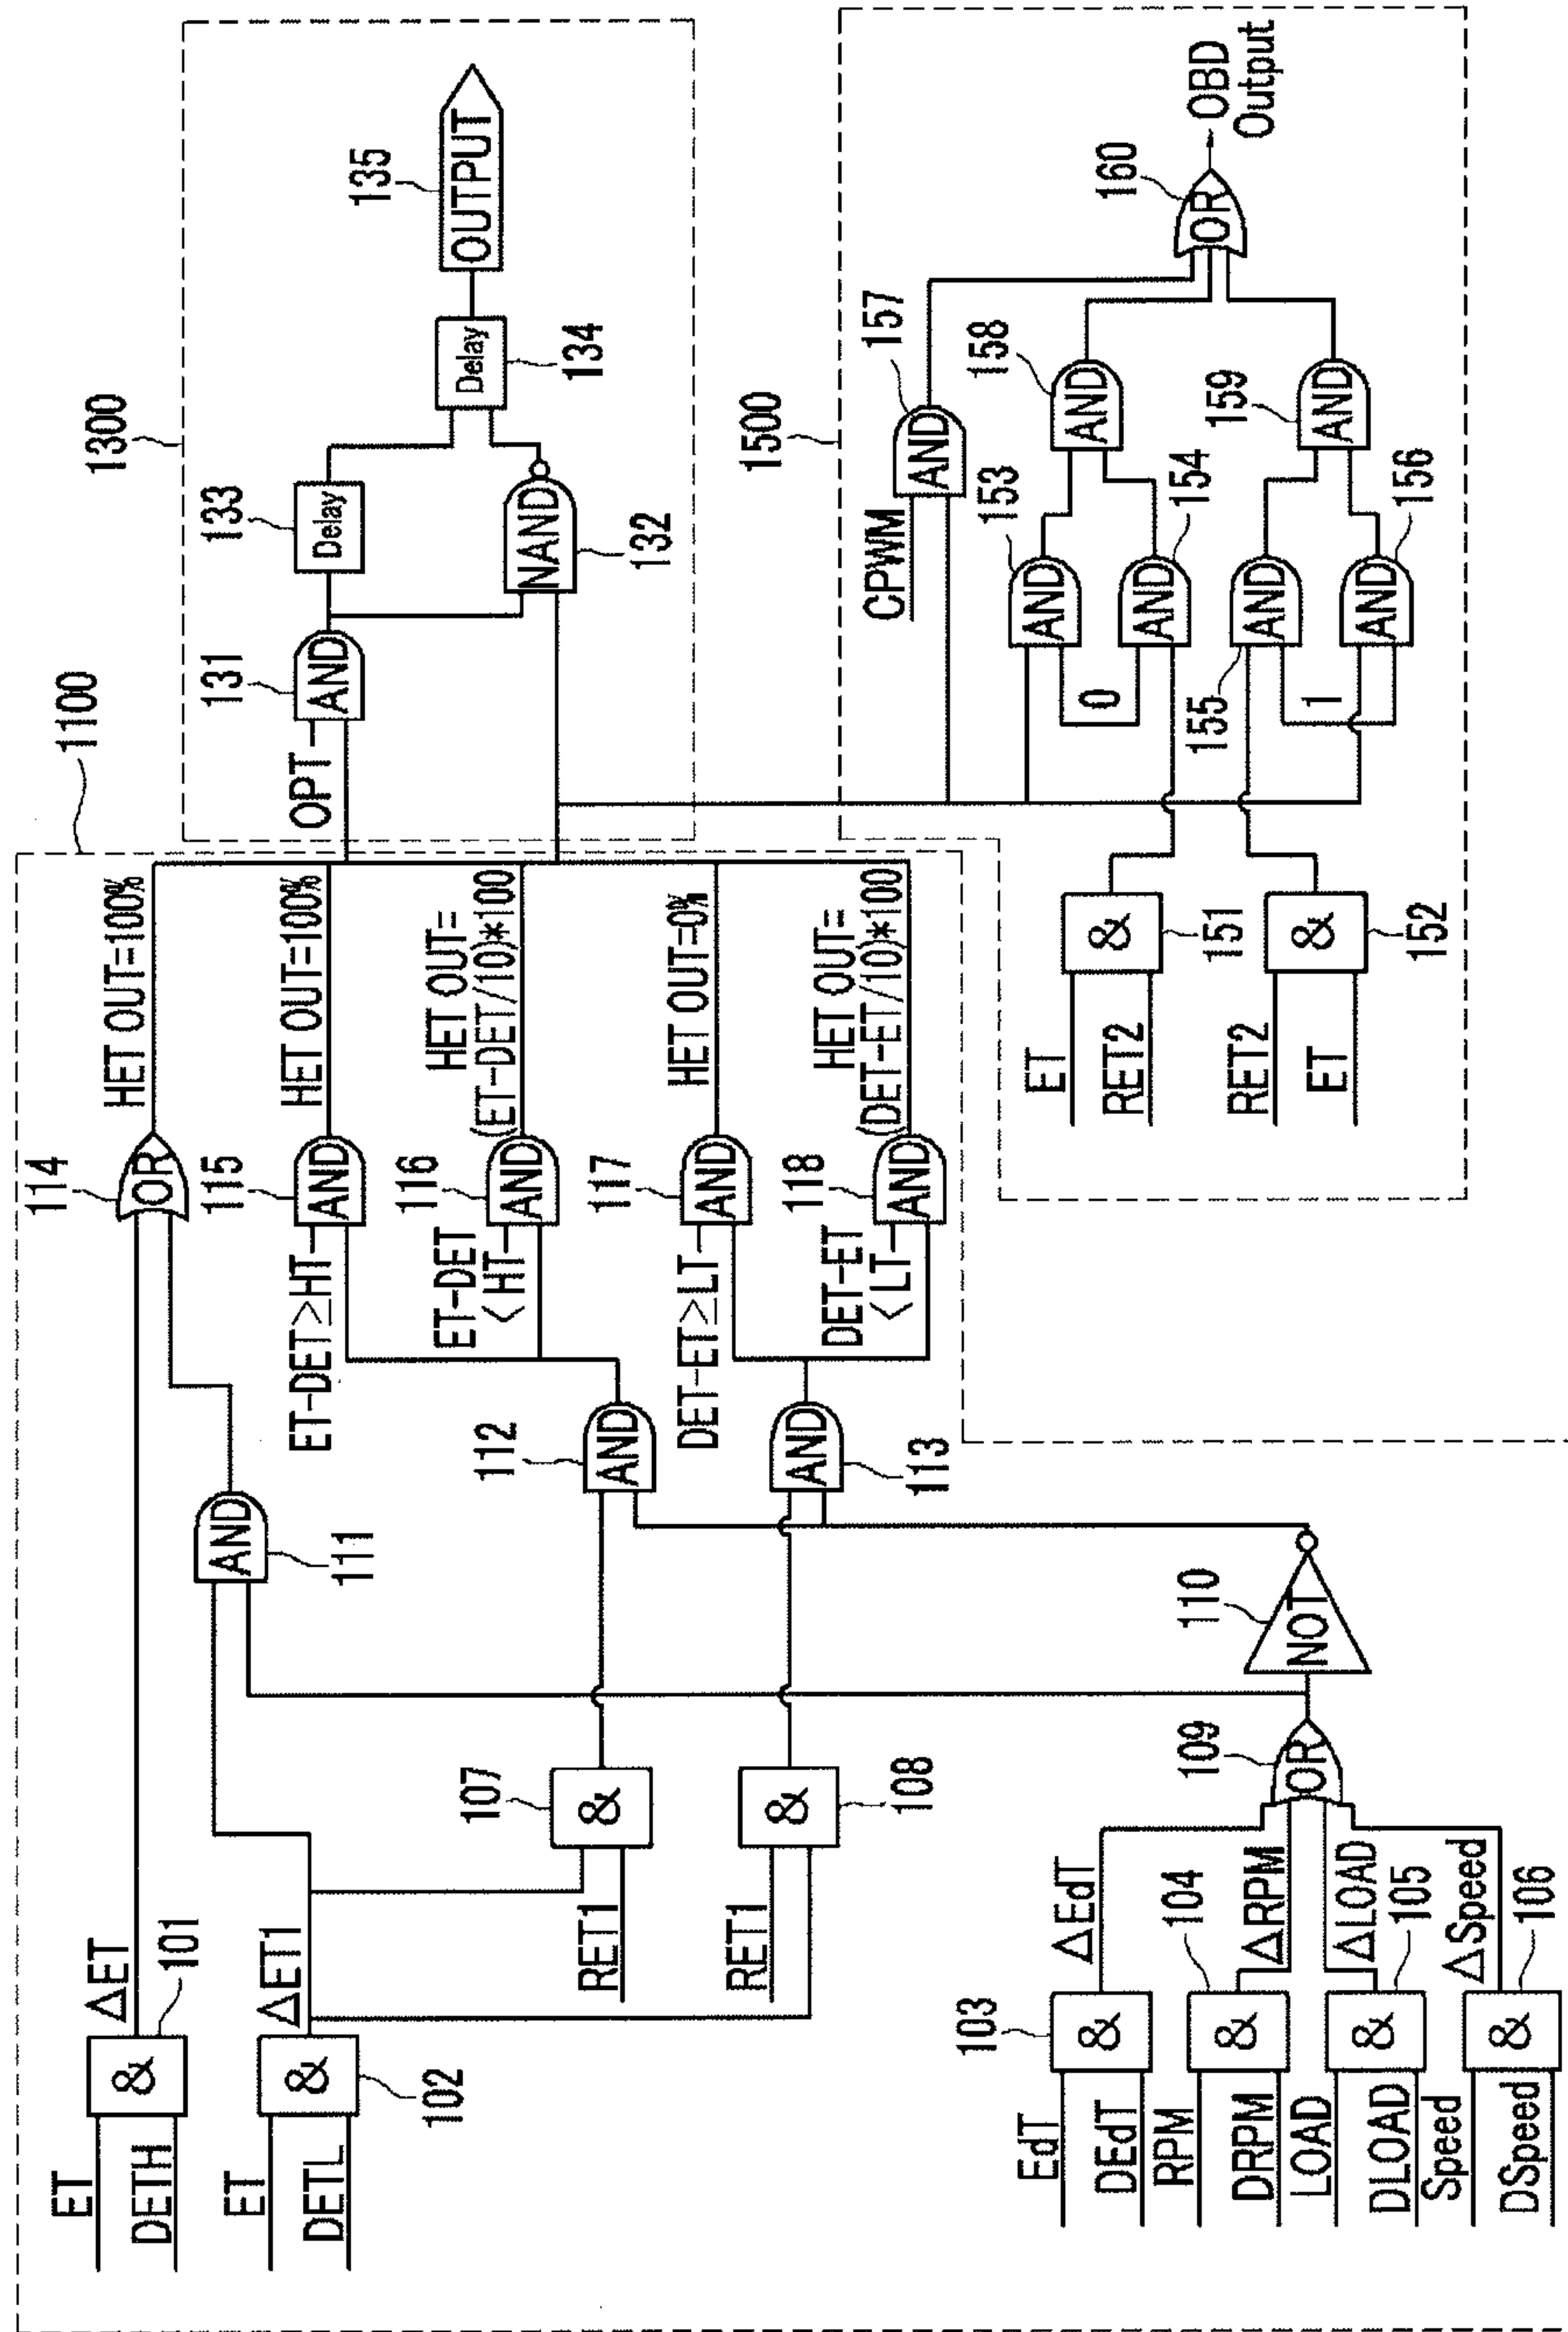 1100
1300
1500
ET
DETH
&
101
△ET
ET
DETL
&
102
△ET1
RET1
&
107
RET1
&
108
EdT
DEdT
&
103
△EdT
RPM
DRPM
&
104
△RPM
LOAD
DLOAD
&
105
△LOAD
Speed
DSpeed
&
106
△Speed
OR
109
NOT
110
AND
111
AND
112
AND
113
OR
114
HET OUT=100%
ET-DET≥HT
AND
115
HET OUT=100%
ET-DET
<HT
AND
116
HET OUT=
(ET-DET/10)*100
DET-ET≥LT
AND
117
HET OUT=0%
DET-ET
<LT
AND
118
HET OUT=
(DET-ET/10)*100
OPT
AND
131
NAND
132
Delay
133
Delay
134
OUTPUT
135
ET
RET2
&
151
RET2
ET
&
152
CPWM
AND
157
AND
153
0
AND
154
AND
155
1
AND
156
AND
158
AND
159
OR
160
OBD
Output